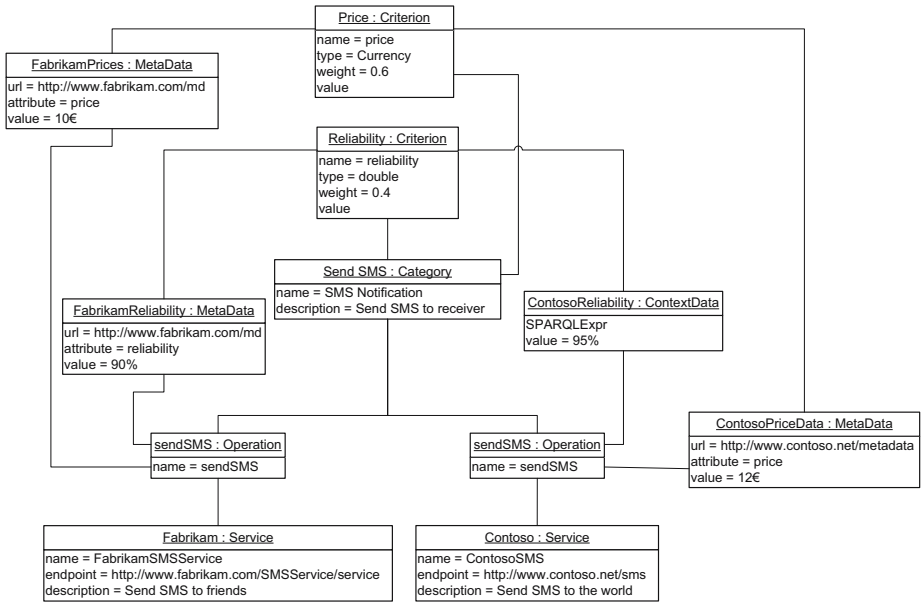 Price : Criterion
name = price
type = Currency
weight = 0.6
value
FabrikamPrices : MetaData
url = http://www.fabrikam.com/md
attribute = price
value = 10€
Reliability : Criterion
name = reliability
type = double
weight = 0.4
value
Send SMS : Category
name = SMS Notification
description = Send SMS to receiver
FabrikamReliability : MetaData
url = http://www.fabrikam.com/md
attribute = reliability
value = 90%
ContosoReliability : ContextData
SPARQLExpr
value = 95%
ContosoPriceData : MetaData
url = http://www.contoso.net/metadata
attribute = price
value = 12€
sendSMS : Operation
name = sendSMS
sendSMS : Operation
name = sendSMS
Fabrikam : Service
name = FabrikamSMSService
endpoint = http://www.fabrikam.com/SMSService/service
description = Send SMS to friends
Contoso : Service
name = ContosoSMS
endpoint = http://www.contoso.net/sms
description = Send SMS to the world